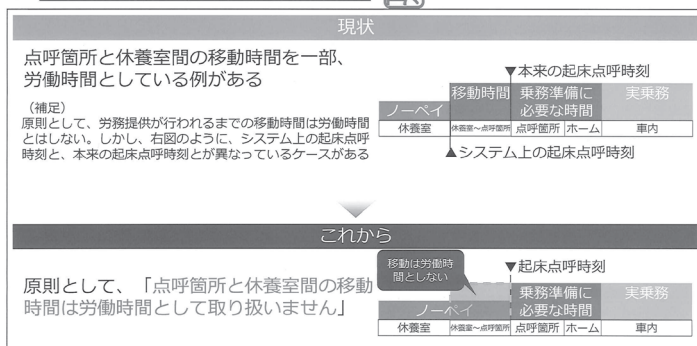 現状
点呼箇所と休養室間の移動時間を一部、
労働時間としている例がある
（補足）
原則として、労務提供が行われるまでの移動時間は労働時間
とはしない。しかし、右図のように、システム上の起床点呼
時刻と、本来の起床点呼時刻とが異なっているケースがある
▼本来の起床点呼時刻
ノーペイ
移動時間
乗務準備に
必要な時間
実乗務
休養室
休養室～点呼箇所
点呼箇所
ホーム
車内
▲システム上の起床点呼時刻
これから
原則として、「点呼箇所と休養室間の移動
時間は労働時間として取り扱いません」
移動は労働時
間としない
▼起床点呼時刻
ノーペイ
乗務準備に
必要な時間
実乗務
休養室
休養室～点呼箇所
点呼箇所
ホーム
車内